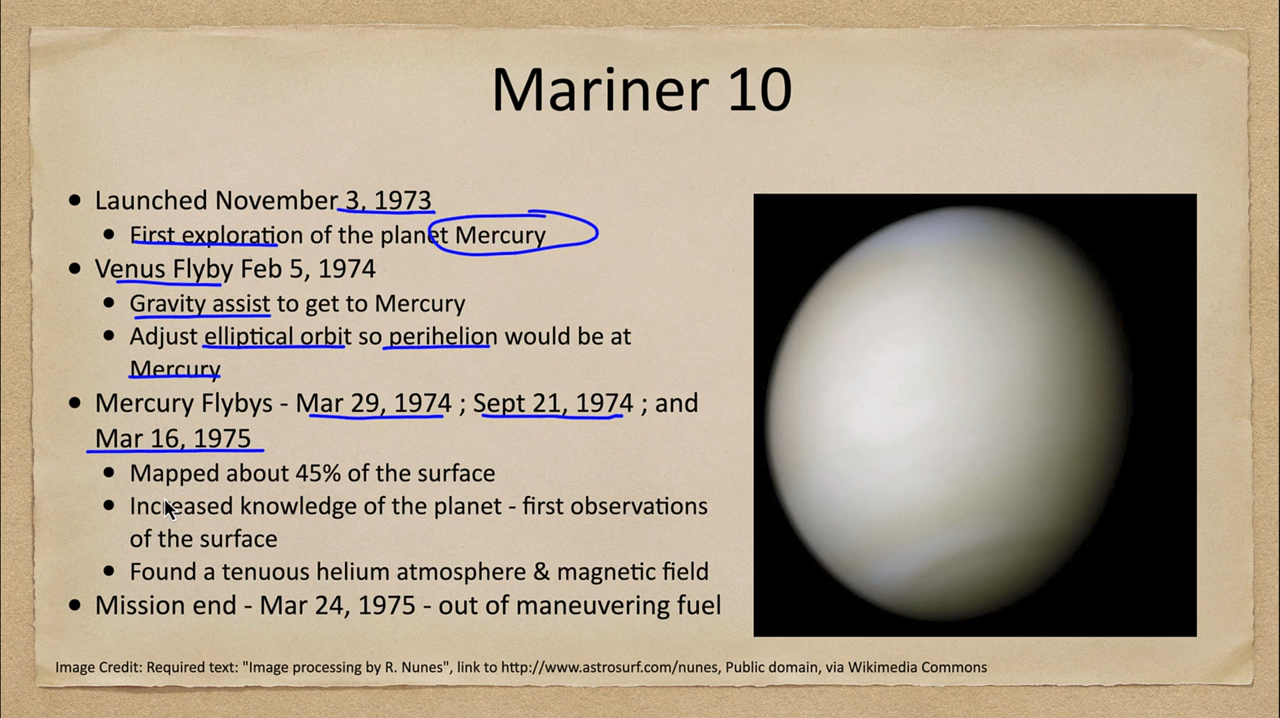 Mariner 10
• Launched November 3, 1973
• First exploration of the planet Mercury
• Venus Flyby Feb 5, 1974
• Gravity assist to get to Mercury
• Adjust elliptical orbit so perihelion would be at
Mercury
• Mercury Flybys - Mar 29, 1974 ; Sept 21, 1974 ; and
Mar 16, 1975
• Mapped about 45% of the surface
• Increased knowledge of the planet - first observations
of the surface
• Found a tenuous helium atmosphere & magnetic field
• Mission end - Mar 24, 1975 - out of maneuvering fuel
Image Credit: Required text: "Image processing by R. Nunes", link to http://www.astrosurf.com/nunes, Public domain, via Wikimedia Commons